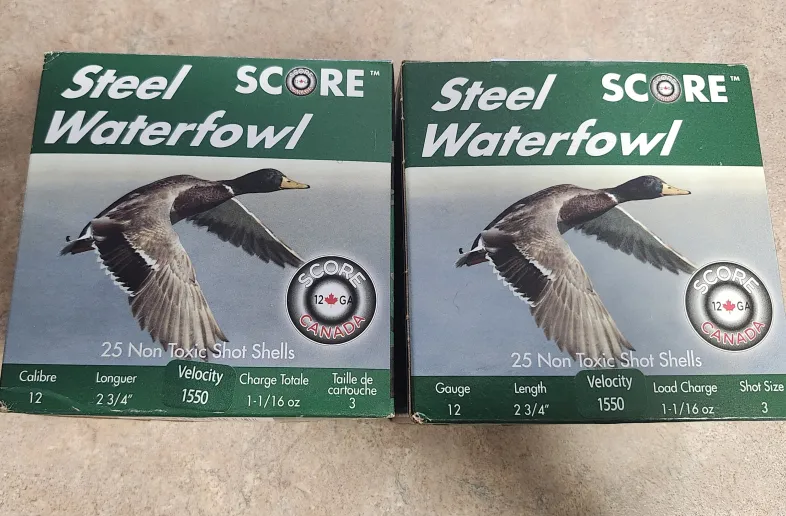 Steel SCORE™
Waterfowl
SCORE
12 GA
CANADA
25 Non Toxic Shot Shells
Calibre Longueur Velocity Charge Totale Taille de cartouche
12 2 3/4" 1550 1-1/16 oz 3
Steel SCORE™
Waterfowl
SCORE
12 GA
CANADA
25 Non Toxic Shot Shells
Gauge Length Velocity Load Charge Shot Size
12 2 3/4" 1550 1-1/16 oz 3